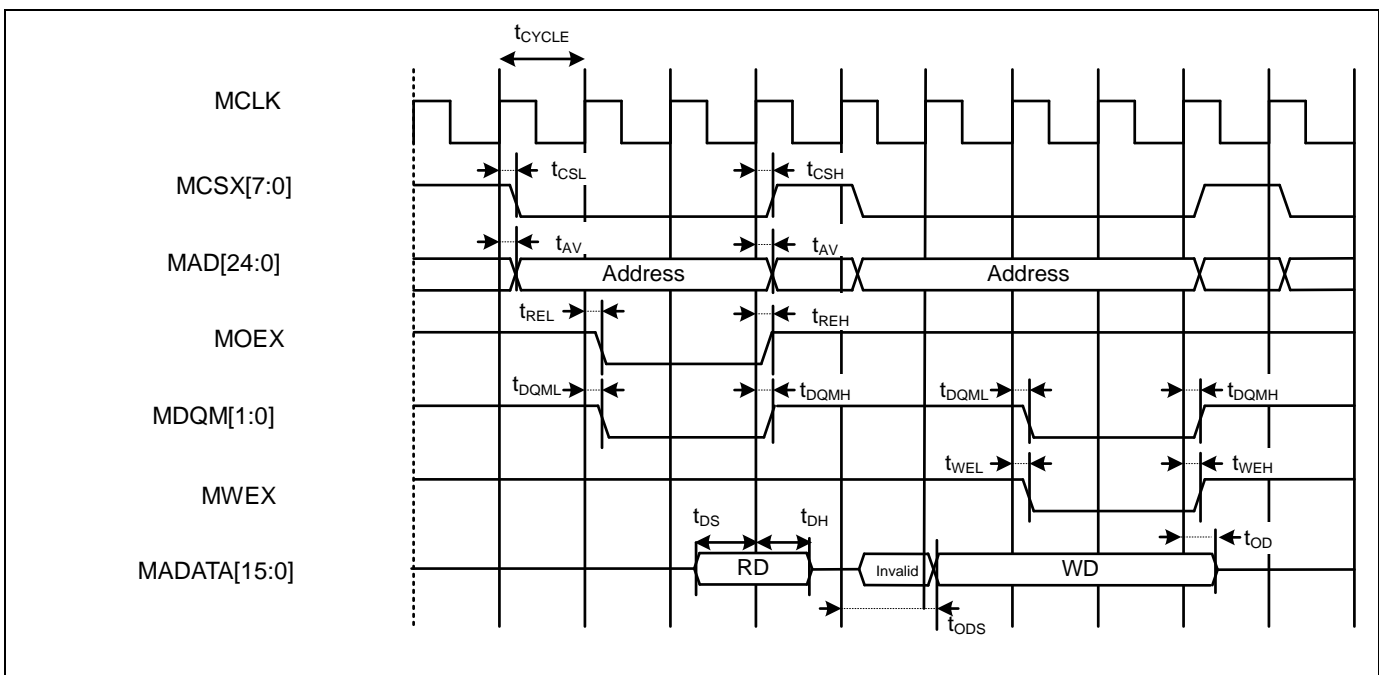 tCYCLE
MCLK
tCSL tCSH
MCSX[7:0]
tAV tAV
MAD[24:0] Address Address
tREL tREH
MOEX
tDQML tDQMH tDQML tDQMH
MDQM[1:0]
tWEL tWEH
MWEX
tDS tDH
tOD
MADATA[15:0] RD Invalid WD
tODS